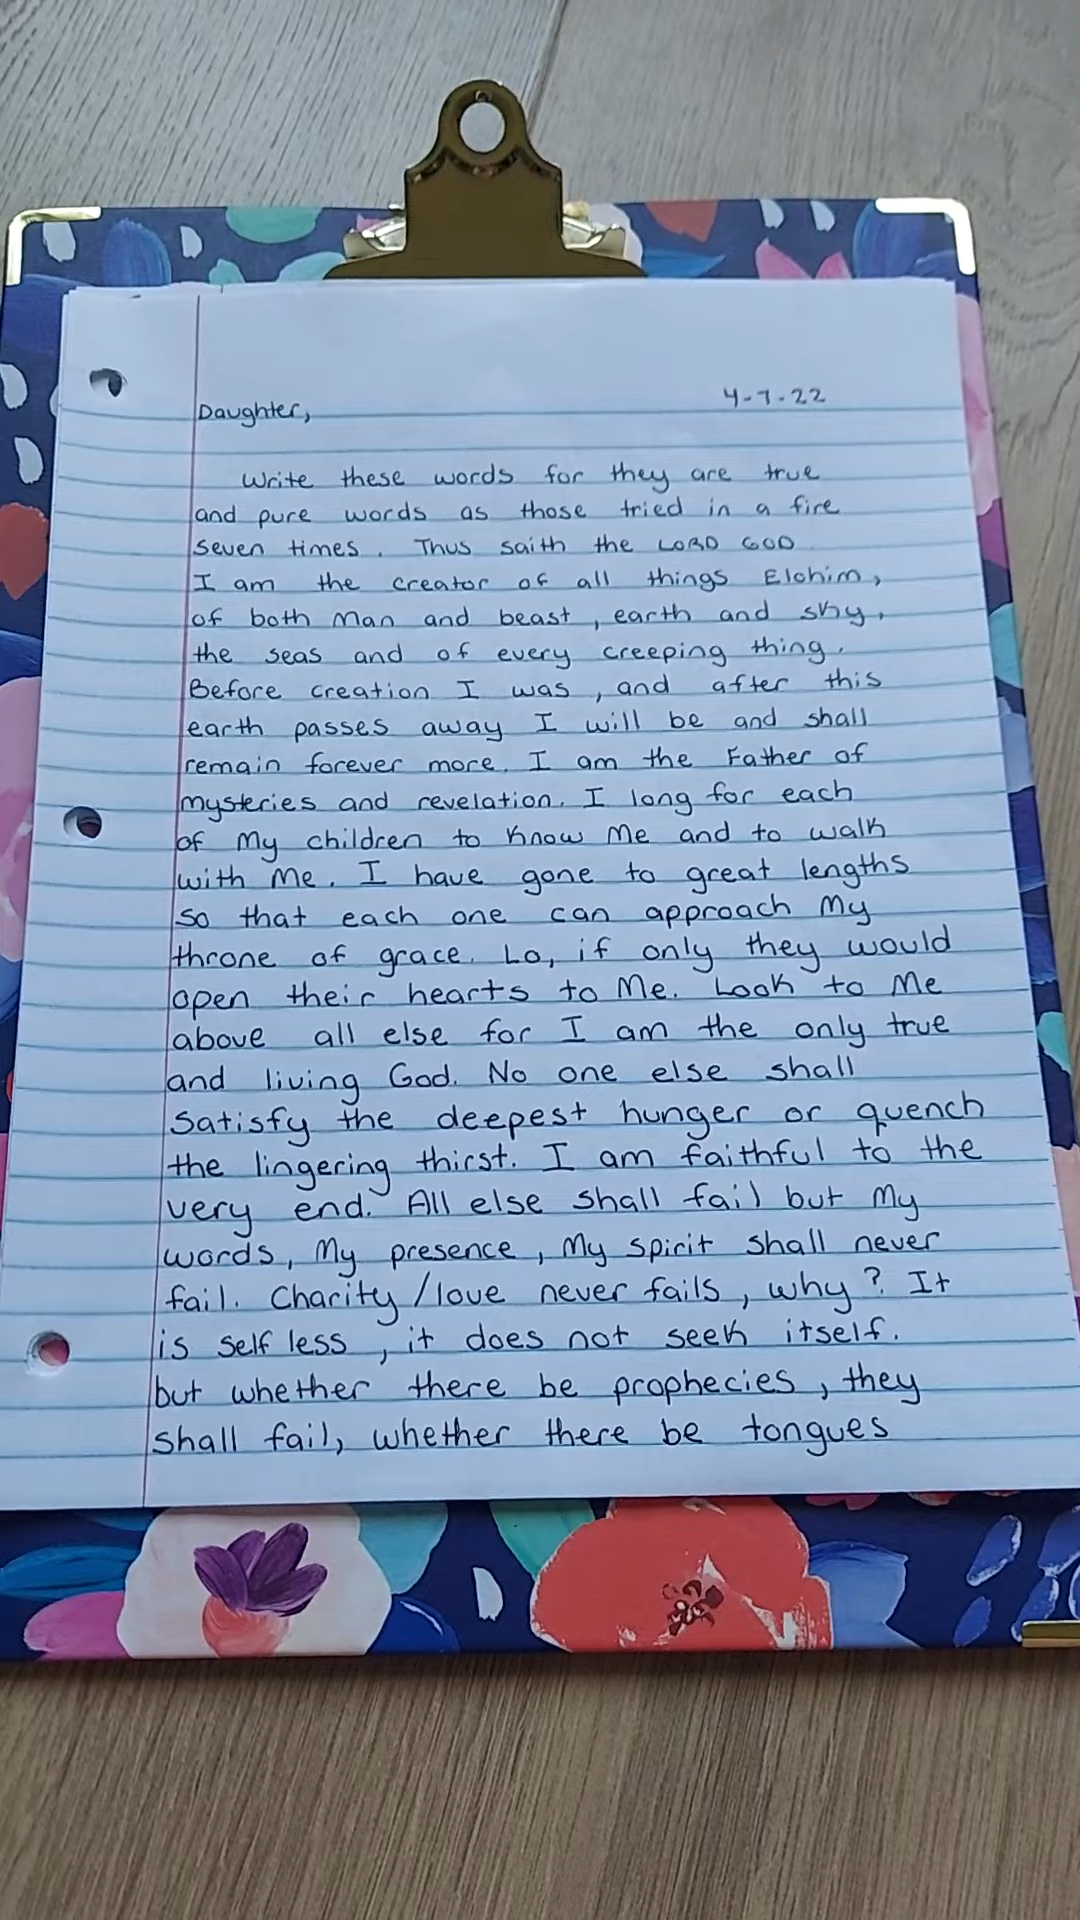 4-7-22
Daughter,
Write these words for they are true
and pure words as those tried in a fire
seven times. Thus saith the LORD GOD
I am the creator of all things Elohim,
of both man and beast, earth and sky,
the seas and of every creeping thing.
Before creation I was, and after this
earth passes away I will be and shall
remain forever more. I am the Father of
mysteries and revelation. I long for each
of My children to know Me and to walk
with Me. I have gone to great lengths
so that each one can approach My
throne of grace. Lo, if only they would
open their hearts to Me. Look to Me
above all else for I am the only true
and living God. No one else shall
satisfy the deepest hunger or quench
the lingering thirst. I am faithful to the
very end. All else shall fail but My
words, My presence, My spirit shall never
fail. Charity/love never fails, why? It
is self less, it does not seek itself.
but whether there be prophecies, they
shall fail, whether there be tongues